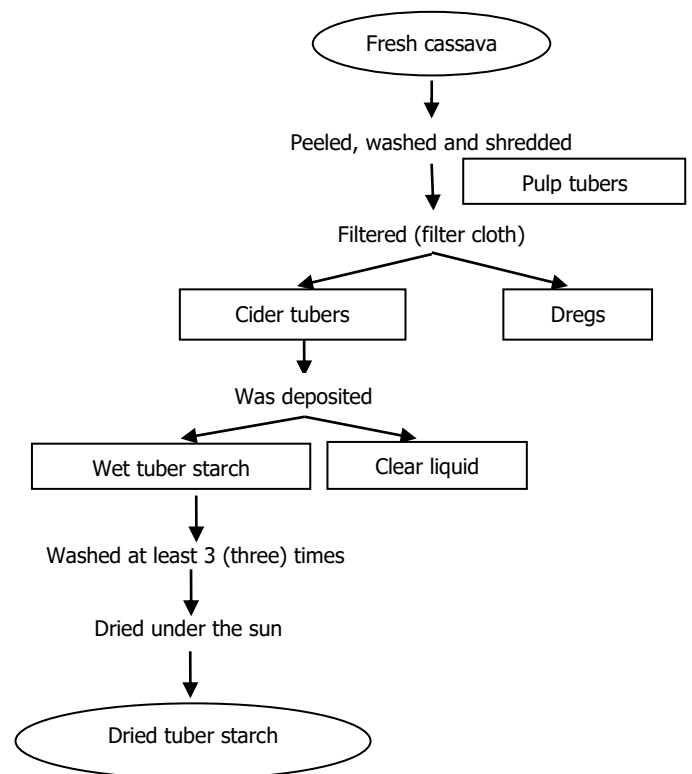 Fresh cassava
Peeled, washed and shredded
Pulp tubers
Filtered (filter cloth)
Cider tubers
Dregs
Was deposited
Wet tuber starch
Clear liquid
Washed at least 3 (three) times
Dried under the sun
Dried tuber starch